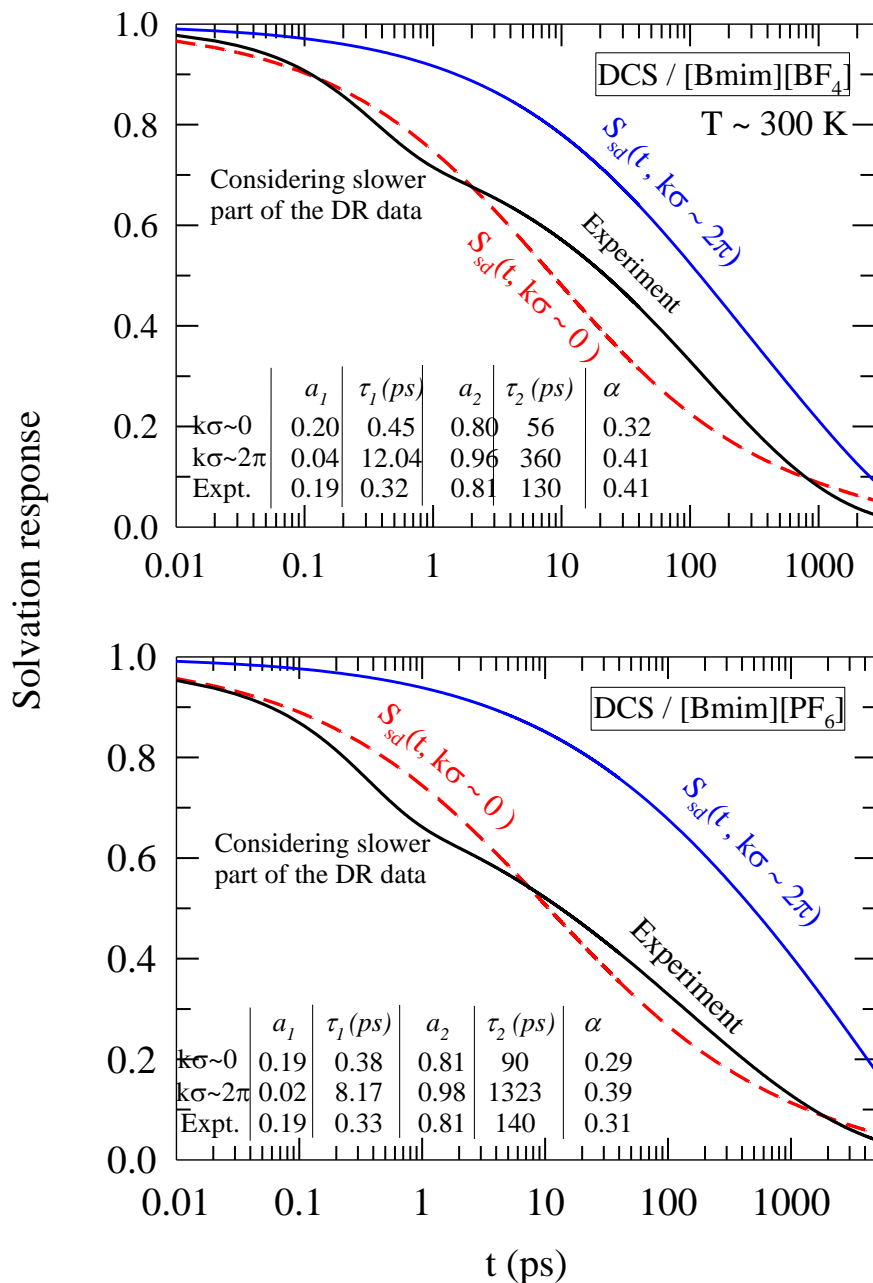 Solvation response
1.0
0.8
0.6
0.4
0.2
0.0
DCS / [Bmim][BF₄]
T ~ 300 K
S_sd(t, kσ ~ 2π)
Considering slower
part of the DR data
Experiment
S_sd(t, kσ ~ 0)
a₁ τ₁ (ps) a₂ τ₂ (ps) α
kσ~0 0.20 0.45 0.80 56 0.32
kσ~2π 0.04 12.04 0.96 360 0.41
Expt. 0.19 0.32 0.81 130 0.41
0.01 0.1 1 10 100 1000
1.0
0.8
0.6
0.4
0.2
0.0
DCS / [Bmim][PF₆]
S_sd(t, kσ ~ 0)
S_sd(t, kσ ~ 2π)
Considering slower
part of the DR data
Experiment
a₁ τ₁ (ps) a₂ τ₂ (ps) α
kσ~0 0.19 0.38 0.81 90 0.29
kσ~2π 0.02 8.17 0.98 1323 0.39
Expt. 0.19 0.33 0.81 140 0.31
0.01 0.1 1 10 100 1000
t (ps)